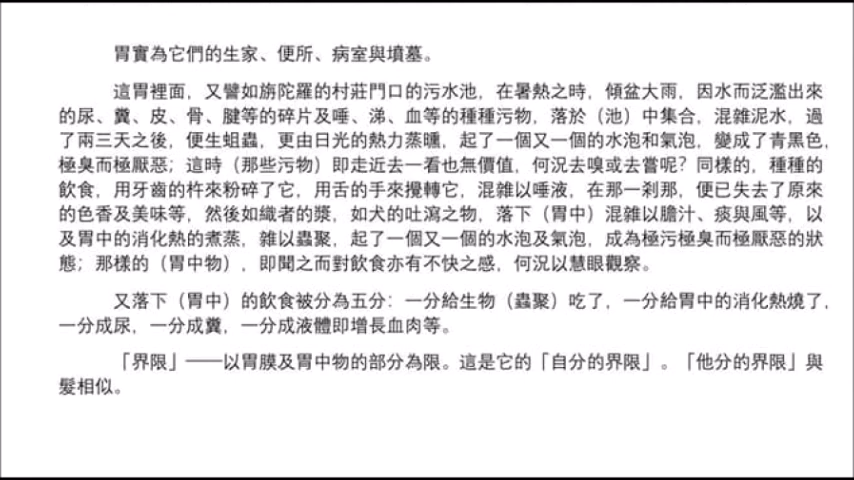 胃實為它們的生家、便所、病室與墳墓。
這胃裡面，又譬如旃陀羅的村莊門口的污水池，在暑熱之時，傾盆大雨，因水而泛濫出來
的尿、糞、皮、骨、腱等的碎片及唾、涕、血等的種種污物，落於（池）中集合，混雜泥水，過
了兩三天之後，便生蛆蟲，更由日光的熱力蒸曛，起了一個又一個的水泡和氣泡，變成了青黑色，
極臭而極厭惡；這時（那些污物）即走近去一看也無價值，何況去嗅或去嘗呢？同樣的，種種的
飲食，用牙齒的杵來粉碎了它，用舌的手來攪轉它，混雜以唾液，在那一剎那，便已失去了原來
的色香及美味等，然後如織者的漿，如犬的吐瀉之物，落下（胃中）混雜以膽汁、痰與風等，以
及胃中的消化熱的煮蒸，雜以蟲聚，起了一個又一個的水泡及氣泡，成為極污極臭而極厭惡的狀
態；那樣的（胃中物），即聞之而對飲食亦有不快之感，何況以慧眼觀察。
又落下（胃中）的飲食被分為五分：一分給生物（蟲聚）吃了，一分給胃中的消化熱燒了，
一分成尿，一分成糞，一分成液體即增長血肉等。
「界限」——以胃膜及胃中物的部分為限。這是它的「自分的界限」。「他分的界限」與
髮相似。